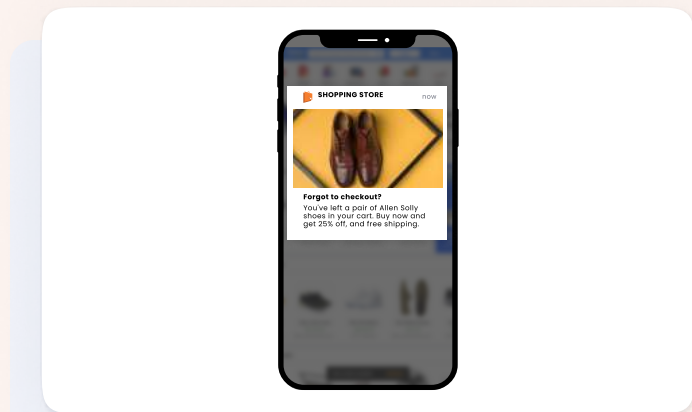 SHOPPING STORE
now
Forgot to checkout?
You've left a pair of Allen Solly
shoes in your cart. Buy now and
get 25% off, and free shipping.